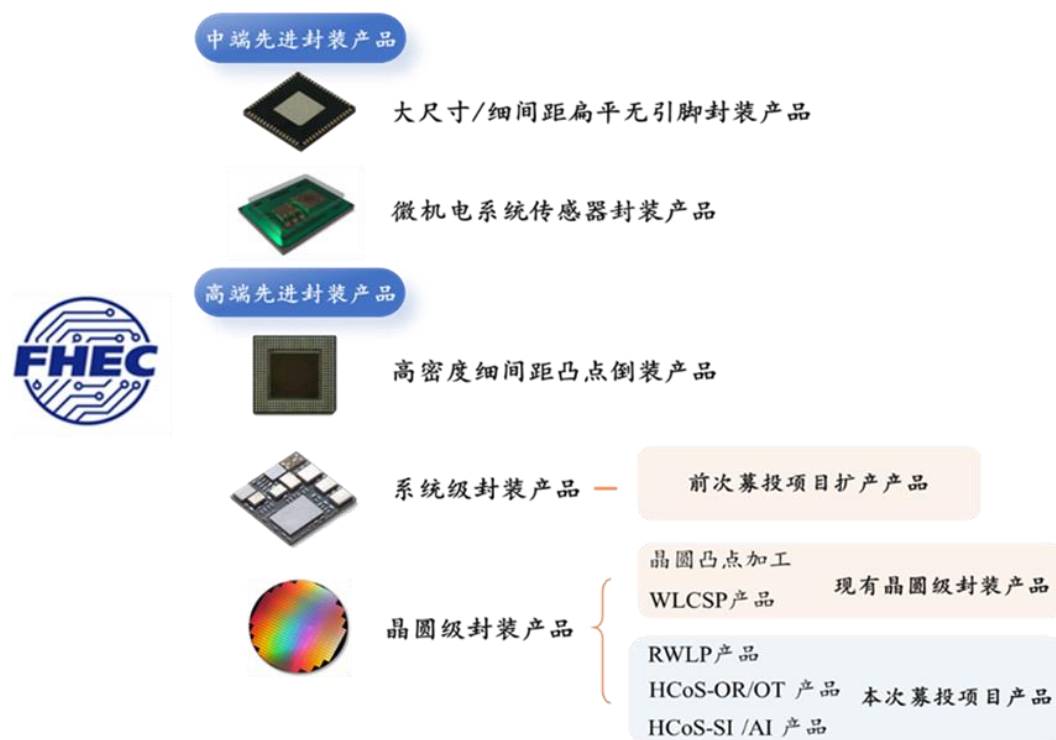 中端先进封装产品
大尺寸/细间距扁平无引脚封装产品
微机电系统传感器封装产品
高端先进封装产品
FHEC
高密度细间距凸点倒装产品
系统级封装产品
前次募投项目扩产产品
晶圆级封装产品
晶圆凸点加工
WLCSP产品
现有晶圆级封装产品
RWLP产品
HCoS-OR/OT 产品
HCoS-SI /AI 产品
本次募投项目产品